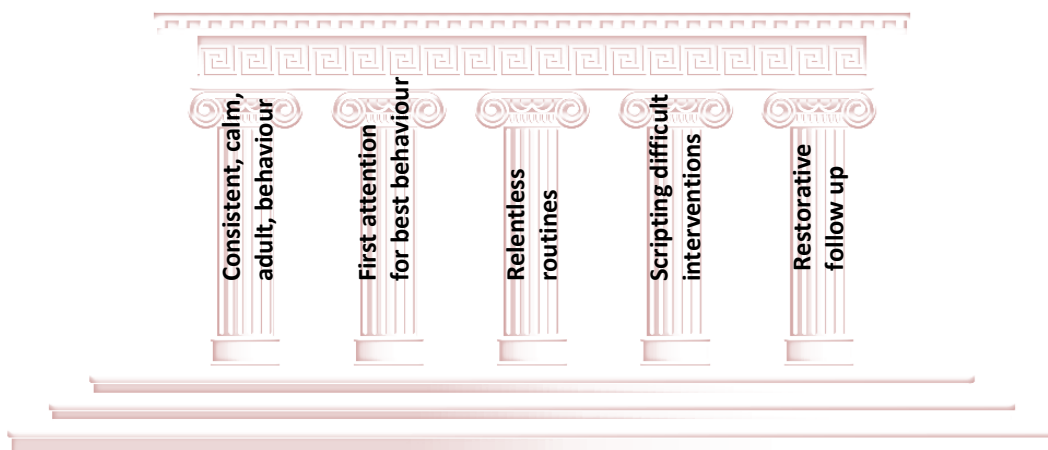 Consistent, calm,
adult, behaviour
First attention
for best behaviour
Relentless
routines
Scripting difficult
interventions
Restorative
follow up